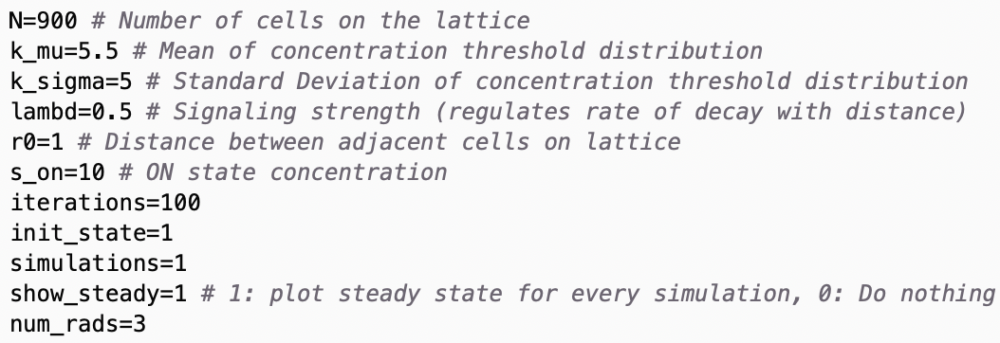 N=900 # Number of cells on the lattice
k_mu=5.5 # Mean of concentration threshold distribution
k_sigma=5 # Standard Deviation of concentration threshold distribution
lambd=0.5 # Signaling strength (regulates rate of decay with distance)
r0=1 # Distance between adjacent cells on lattice
s_on=10 # ON state concentration
iterations=100
init_state=1
simulations=1
show_steady=1 # 1: plot steady state for every simulation, 0: Do nothing
num_rads=3